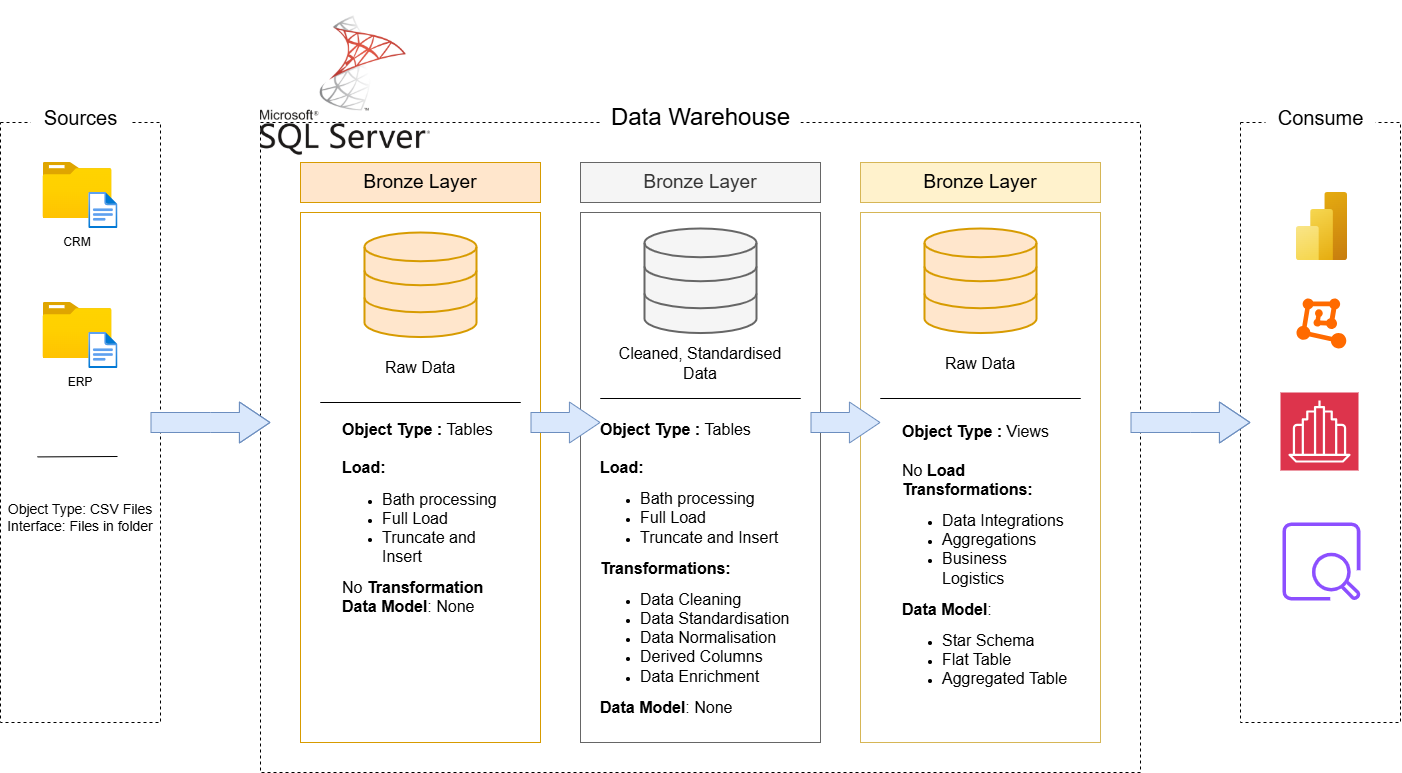 Sources
CRM
ERP
Object Type: CSV Files
Interface: Files in folder
Microsoft®
SQL Server
Data Warehouse
Bronze Layer
Raw Data
Object Type : Tables
Load:
Bath processing
Full Load
Truncate and
Insert
No Transformation
Data Model: None
Bronze Layer
Cleaned, Standardised
Data
Object Type : Tables
Load:
Bath processing
Full Load
Truncate and Insert
Transformations:
Data Cleaning
Data Standardisation
Data Normalisation
Derived Columns
Data Enrichment
Data Model: None
Bronze Layer
Raw Data
Object Type : Views
No Load
Transformations:
Data Integrations
Aggregations
Business
Logistics
Data Model:
Star Schema
Flat Table
Aggregated Table
Consume